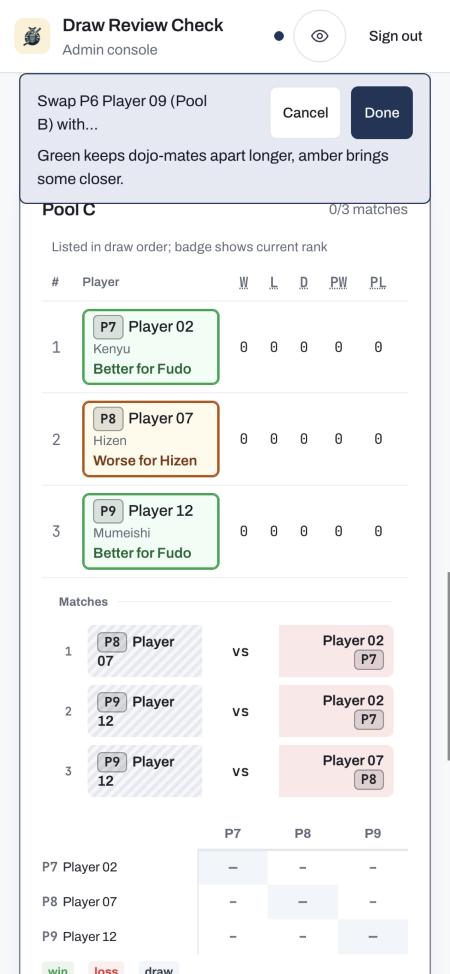 Draw Review Check
Admin console
Sign out
Swap P6 Player 09 (Pool
B) with...
Cancel
Done
Green keeps dojo-mates apart longer, amber brings
some closer.
Pool C
0/3 matches
Listed in draw order; badge shows current rank
# Player W L D PW PL
1 P7 Player 02 0 0 0 0 0
Kenyu
Better for Fudo
2 P8 Player 07 0 0 0 0 0
Hizen
Worse for Hizen
3 P9 Player 12 0 0 0 0 0
Mumeishi
Better for Fudo
Matches
1 P8 Player
07
vs
Player 02
P7
2 P9 Player
12
vs
Player 02
P7
3 P9 Player
12
vs
Player 07
P8
P7 P8 P9
P7 Player 02 – – –
P8 Player 07 – – –
P9 Player 12 – – –
win loss draw